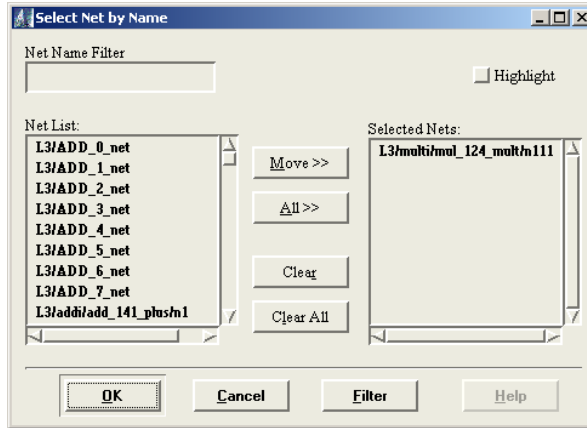 Select Net by Name
Net Name Filter
Highlight
Net List:
L3/ADD_0_net
L3/ADD_1_net
L3/ADD_2_net
L3/ADD_3_net
L3/ADD_4_net
L3/ADD_5_net
L3/ADD_6_net
L3/ADD_7_net
L3/addi/add_141_plus/n1
Move >>
All >>
Clear
Clear All
Selected Nets:
L3/multi/mul_124_mult/n111
OK
Cancel
Filter
Help